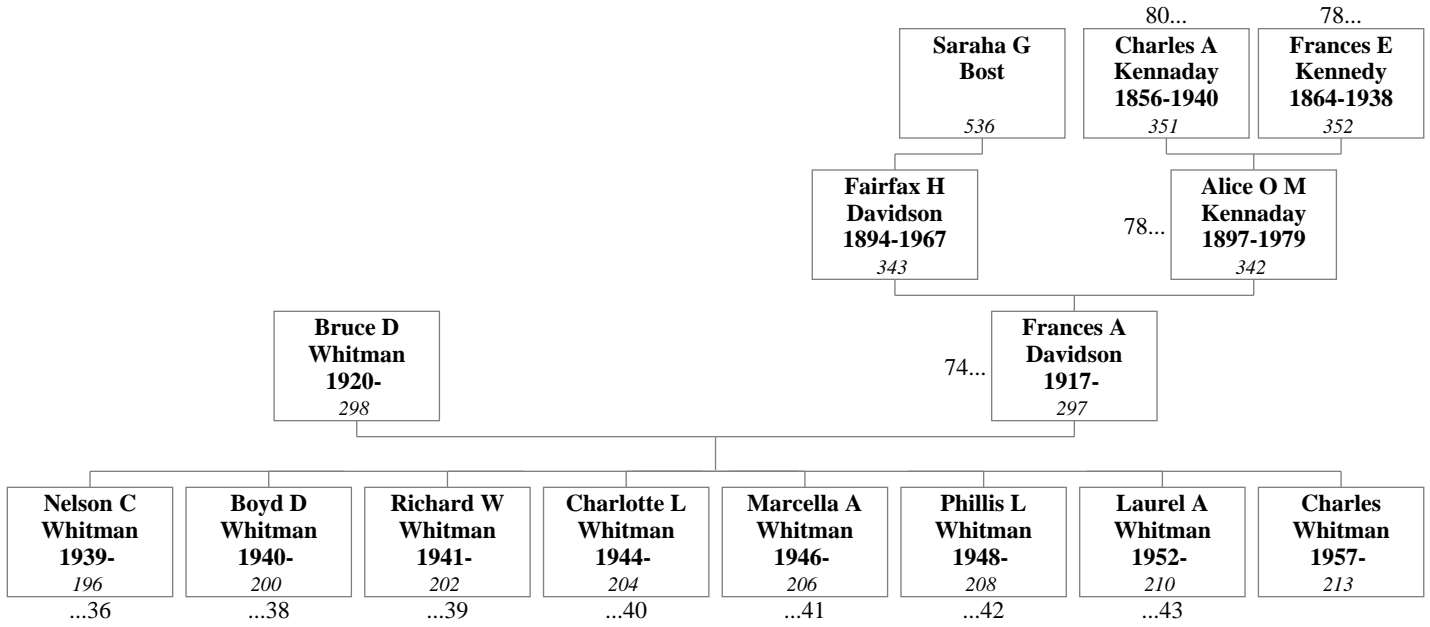 80...
78...
Saraha G
Bost
536
Charles A
Kennaday
1856-1940
351
Frances E
Kennedy
1864-1938
352
Fairfax H
Davidson
1894-1967
343
78...
Alice O M
Kennaday
1897-1979
342
Bruce D
Whitman
1920-
298
74...
Frances A
Davidson
1917-
297
Nelson C
Whitman
1939-
196
...36
Boyd D
Whitman
1940-
200
...38
Richard W
Whitman
1941-
202
...39
Charlotte L
Whitman
1944-
204
...40
Marcella A
Whitman
1946-
206
...41
Phillis L
Whitman
1948-
208
...42
Laurel A
Whitman
1952-
210
...43
Charles
Whitman
1957-
213